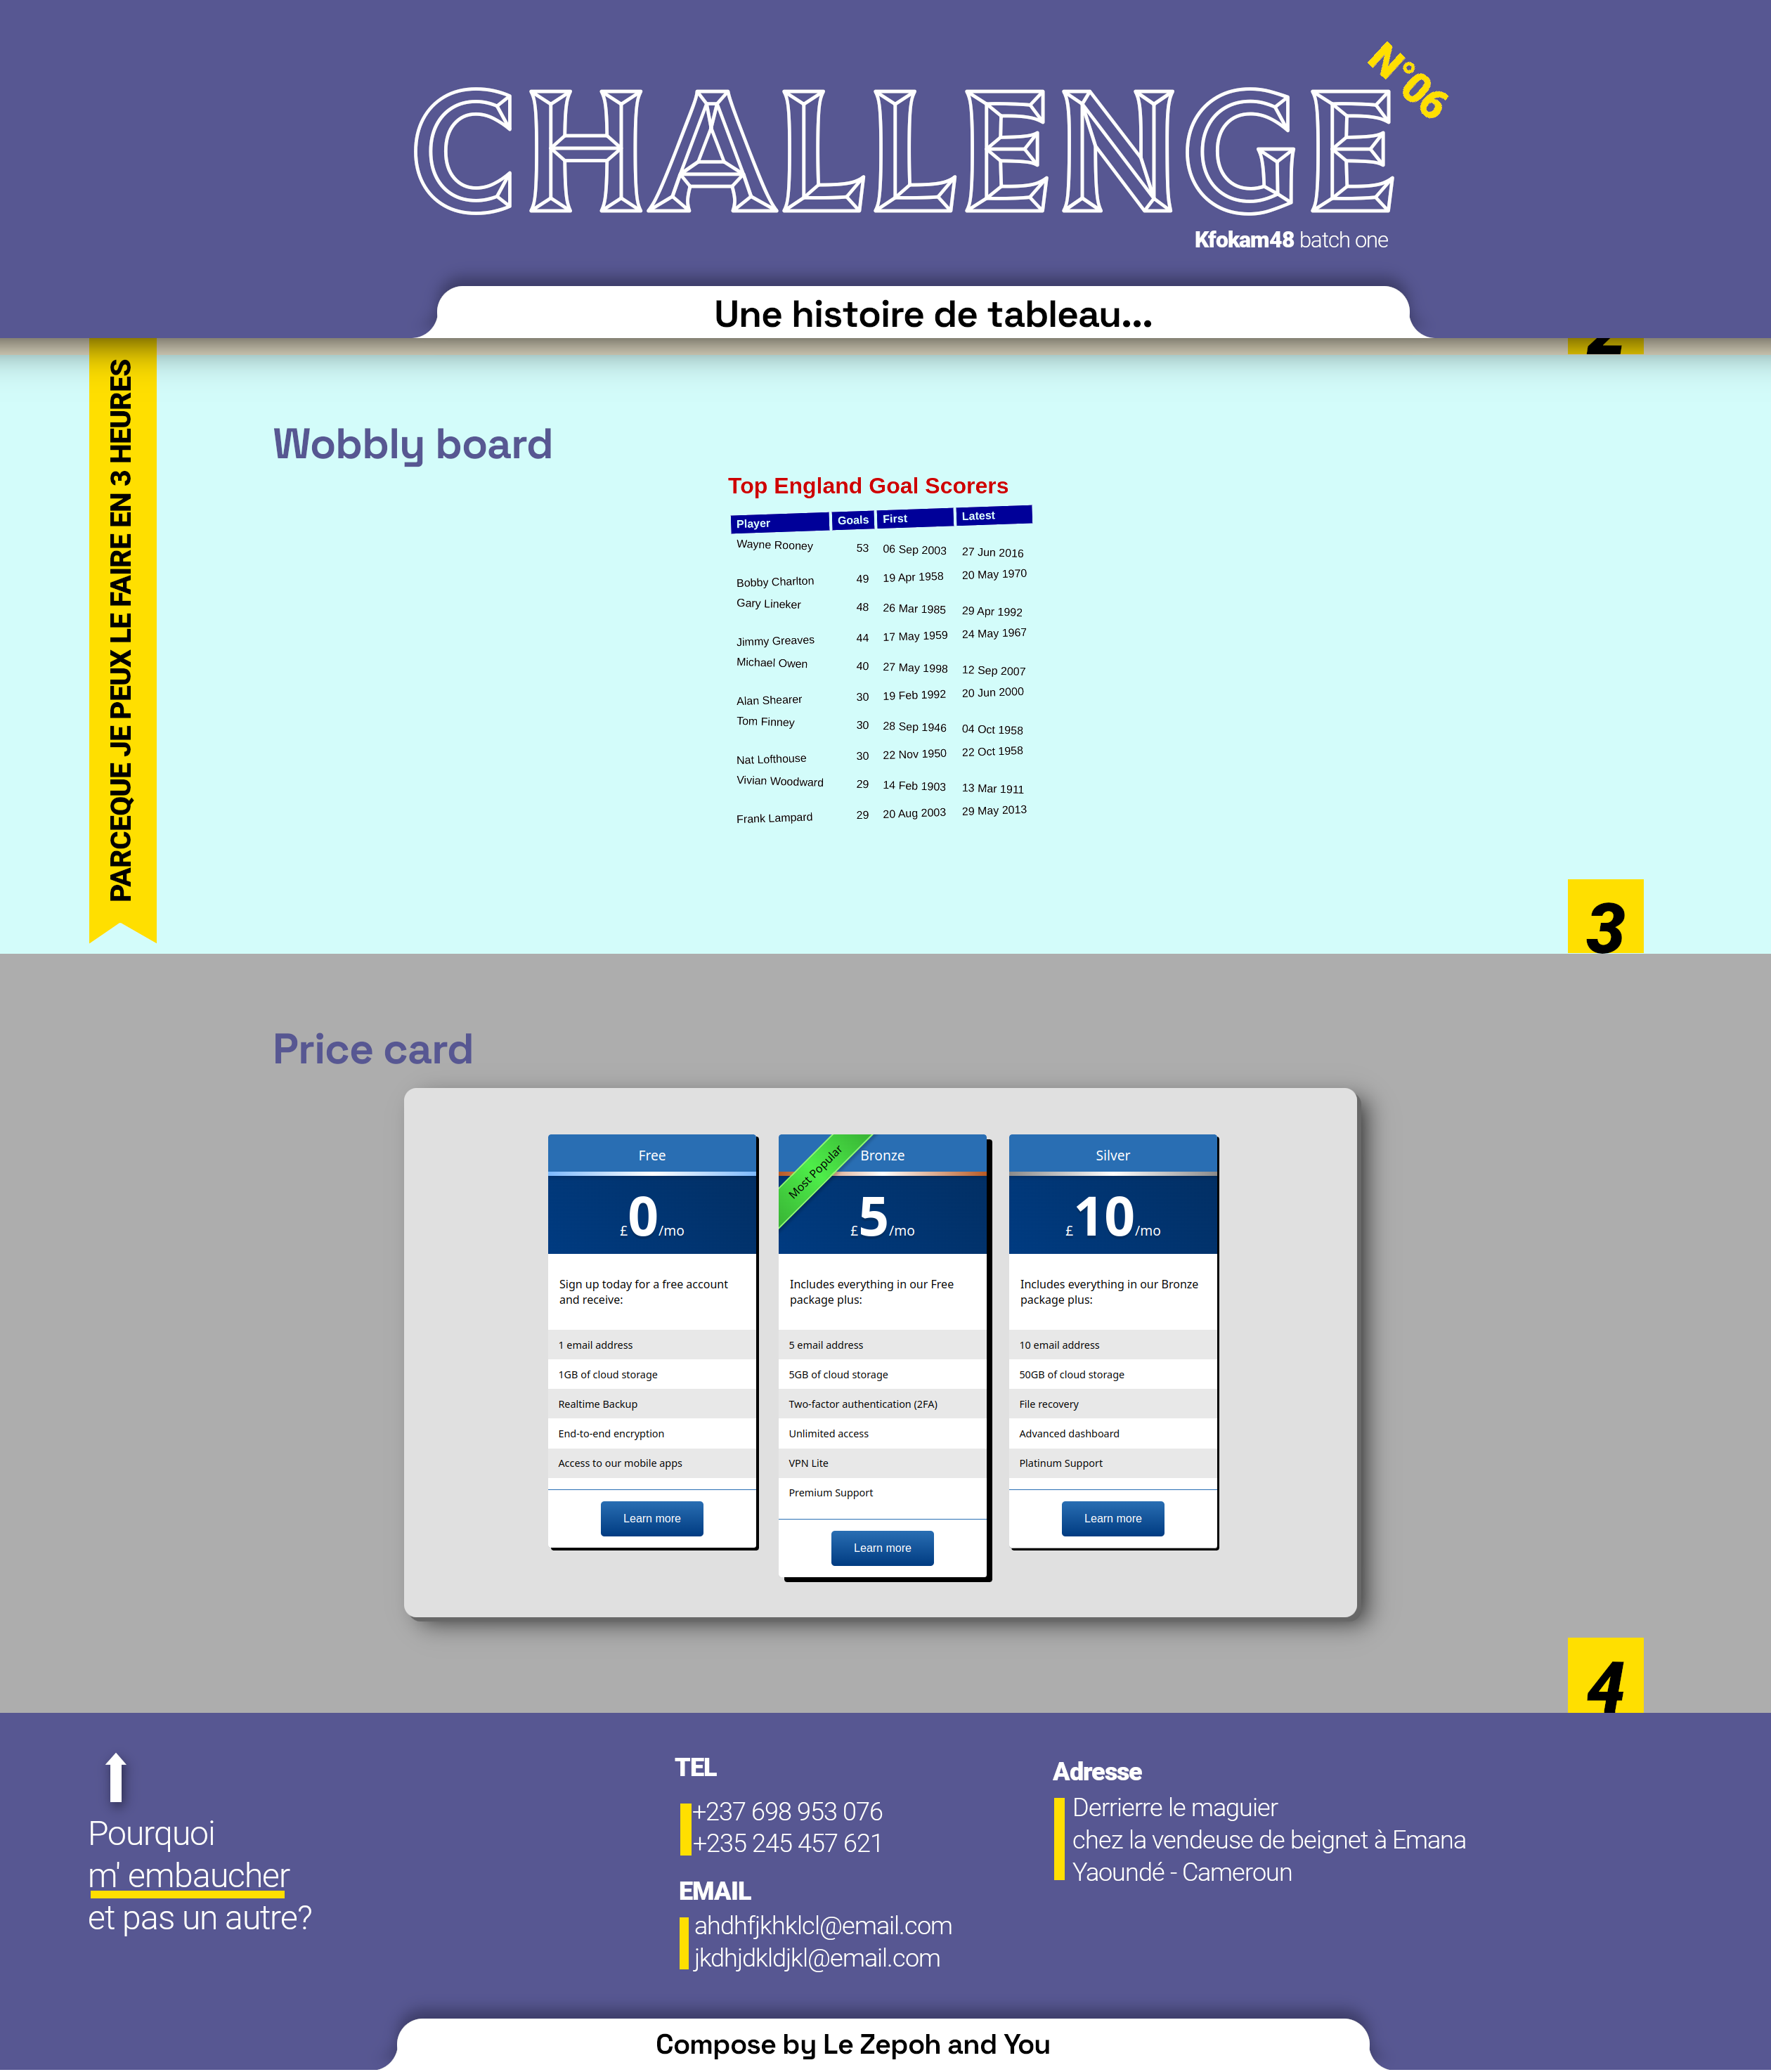 N°06
CHALLENGE
Kfokam48 batch one
Une histoire de tableau...
2
PARCEQUE JE PEUX LE FAIRE EN 3 HEURES
Wobbly board
Top England Goal Scorers
Player Goals First Latest
Wayne Rooney 53 06 Sep 2003 27 Jun 2016
Bobby Charlton 49 19 Apr 1958 20 May 1970
Gary Lineker 48 26 Mar 1985 29 Apr 1992
Jimmy Greaves 44 17 May 1959 24 May 1967
Michael Owen 40 27 May 1998 12 Sep 2007
Alan Shearer 30 19 Feb 1992 20 Jun 2000
Tom Finney 30 28 Sep 1946 04 Oct 1958
Nat Lofthouse 30 22 Nov 1950 22 Oct 1958
Vivian Woodward 29 14 Feb 1903 13 Mar 1911
Frank Lampard 29 20 Aug 2003 29 May 2013
3
Price card
Free
£0/mo
Sign up today for a free account
and receive:
1 email address
1GB of cloud storage
Realtime Backup
End-to-end encryption
Access to our mobile apps
Learn more
Most Popular
Bronze
£5/mo
Includes everything in our Free
package plus:
5 email address
5GB of cloud storage
Two-factor authentication (2FA)
Unlimited access
VPN Lite
Premium Support
Learn more
Silver
£10/mo
Includes everything in our Bronze
package plus:
10 email address
50GB of cloud storage
File recovery
Advanced dashboard
Platinum Support
Learn more
4
Pourquoi
m' embaucher
et pas un autre?
TEL
+237 698 953 076
+235 245 457 621
EMAIL
ahdhfjkhklcl@email.com
jkdhjdkldjkl@email.com
Adresse
Derrierre le maguier
chez la vendeuse de beignet à Emana
Yaoundé - Cameroun
Compose by Le Zepoh and You